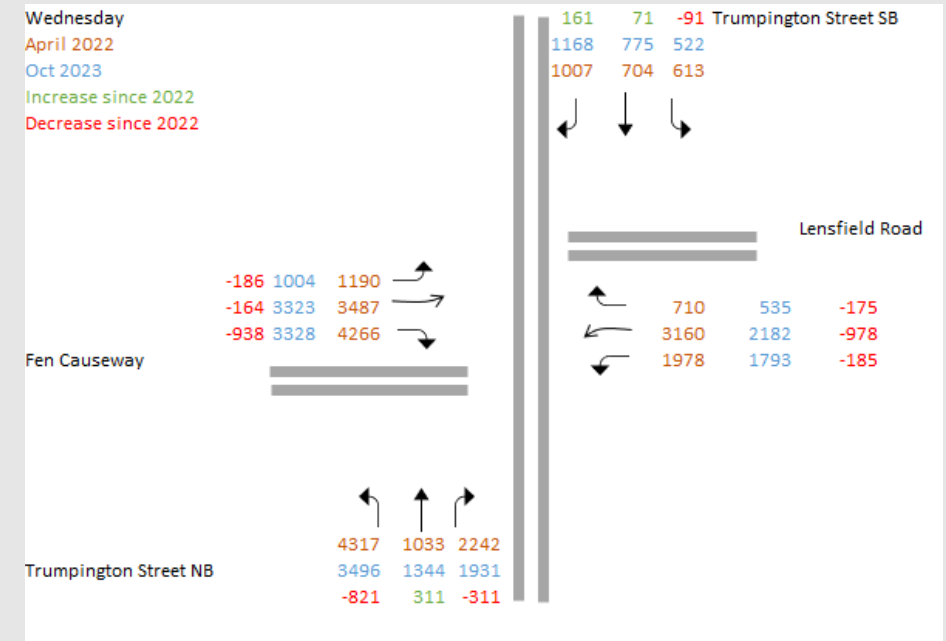 Wednesday
April 2022
Oct 2023
Increase since 2022
Decrease since 2022
161 71 -91 Trumpington Street SB
1168 775 522
1007 704 613
Lensfield Road
-186 1004 1190
-164 3323 3487
-938 3328 4266
710 535 -175
3160 2182 -978
1978 1793 -185
Fen Causeway
4317 1033 2242
Trumpington Street NB 3496 1344 1931
-821 311 -311